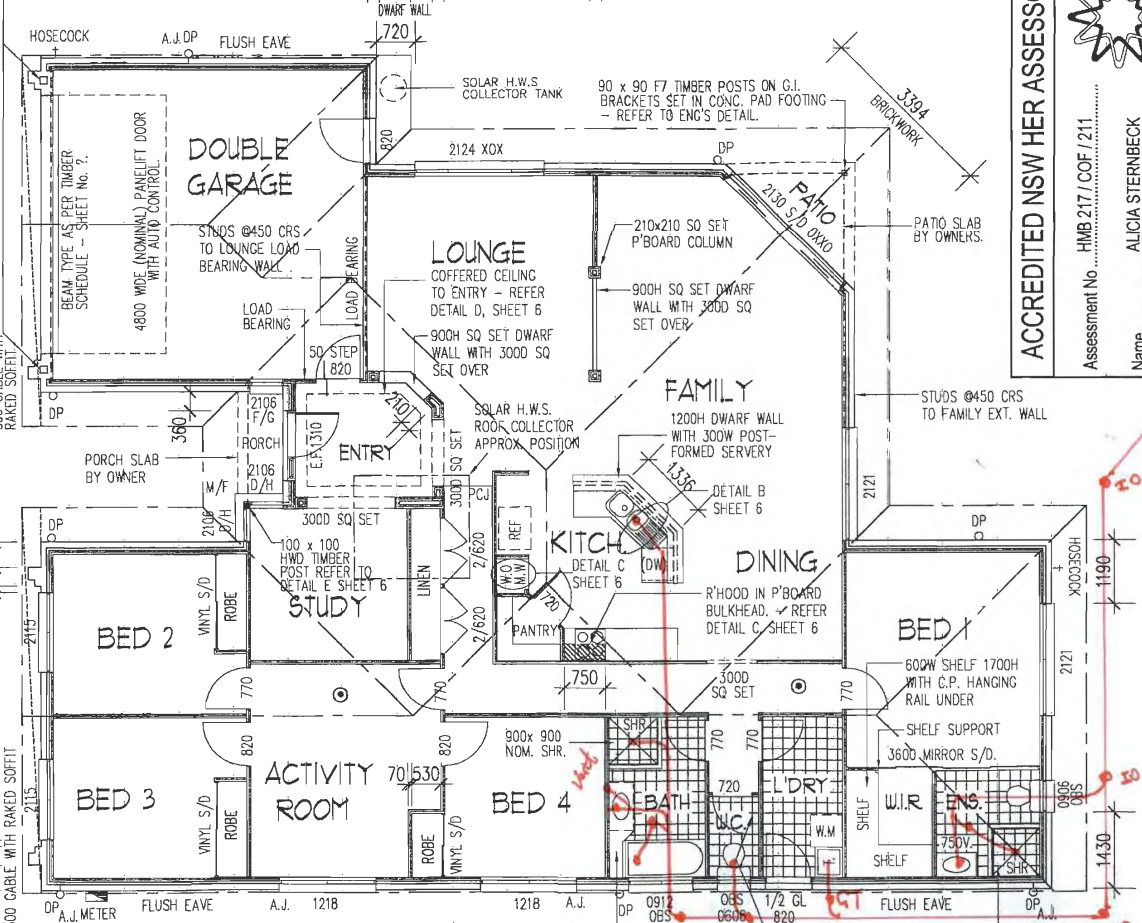 DWARF WALL
720
HOSECOCK
A.J. DP
FLUSH EAVE
SOLAR H.W.S
COLLECTOR TANK
820
90 x 90 F7 TIMBER POSTS ON G.I.
BRACKETS SET IN CONC. PAD FOOTING
- REFER TO ENG'S DETAIL.
3394
BRICKWORK
ACCREDITED NSW HER ASSESSO
Assessment No
HMB 217 / COF / 211
Name
ALICIA STERNBECK
BEAM TYPE AS PER TIMBER
SCHEDULE - SHEET No. ?.
4800 WIDE (NOMINAL) PANELIFT DOOR
WITH AUTO CONTROL.
DOUBLE
GARAGE
STUDS @450 CRS
TO LOUNGE LOAD
BEARING WALL
LOAD BEARING
LOAD
BEARING
2124 XOX
DP
PATIO
2130 S/D OXXO
PATIO SLAB
BY OWNERS.
210x210 SQ SET
P'BOARD COLUMN
LOUNGE
COFFERED CEILING
TO ENTRY - REFER
DETAIL D, SHEET 6
900H SQ SET DWARF
WALL WITH 300D SQ
SET OVER
900H SQ SET DWARF
WALL WITH 300D SQ
SET OVER
50 STEP
820
RAKED SOFFIT
DP
360
2106
F/G
PORCH
2106
D/H
M/F
2106
D/H
PORCH SLAB
BY OWNER
E.F.1310
ENTRY
2101
SOLAR H.W.S.
ROOF COLLECTOR
APPROX. POSITION
300D SQ SET
PCJ
FAMILY
1200H DWARF WALL
WITH 300W POST-
FORMED SERVERY
1336
DETAIL B
SHEET 6
STUDS @450 CRS
TO FAMILY EXT. WALL
2121
IO
DP
DP
300D SQ SET
100 x 100
HWD TIMBER
POST REFER TO
DETAIL E SHEET 6
STUDY
LINEN
2/620
2/620
REF
W.O
M.W
KITCH.
DETAIL C
SHEET 6
(DW)
720
PANTRY
DINING
R'HOOD IN P'BOARD
BULKHEAD. - REFER
DETAIL C, SHEET 6
HOSECOCK
1190
2115
BED 2
VINYL S/D
ROBE
BED 1
2121
600W SHELF 1700H
WITH C.P. HANGING
RAIL UNDER
770
770
750
300D
SQ SET
770
SHELF SUPPORT
3600 MIRROR S/D.
820
820
900x 900
NOM. SHR.
SHR
770
770
00 GABLE WITH RAKED SOFFIT
2115
BED 3
VINYL S/D
ROBE
ACTIVITY
ROOM
70
530
ROBE
VINYL S/D
BED 4
Vent
BATH
720
W.C.
L'DRY
W.M
SHELF
W.I.R
SHELF
ENS.
750V.
SHR
0906
OBS
IO
1430
DP
A.J. METER
FLUSH EAVE
A.J.
1218
1218
A.J.
DP
0912
OBS
OBS
0606
1/2 GL
820
GT
FLUSH EAVE
DP
A.J